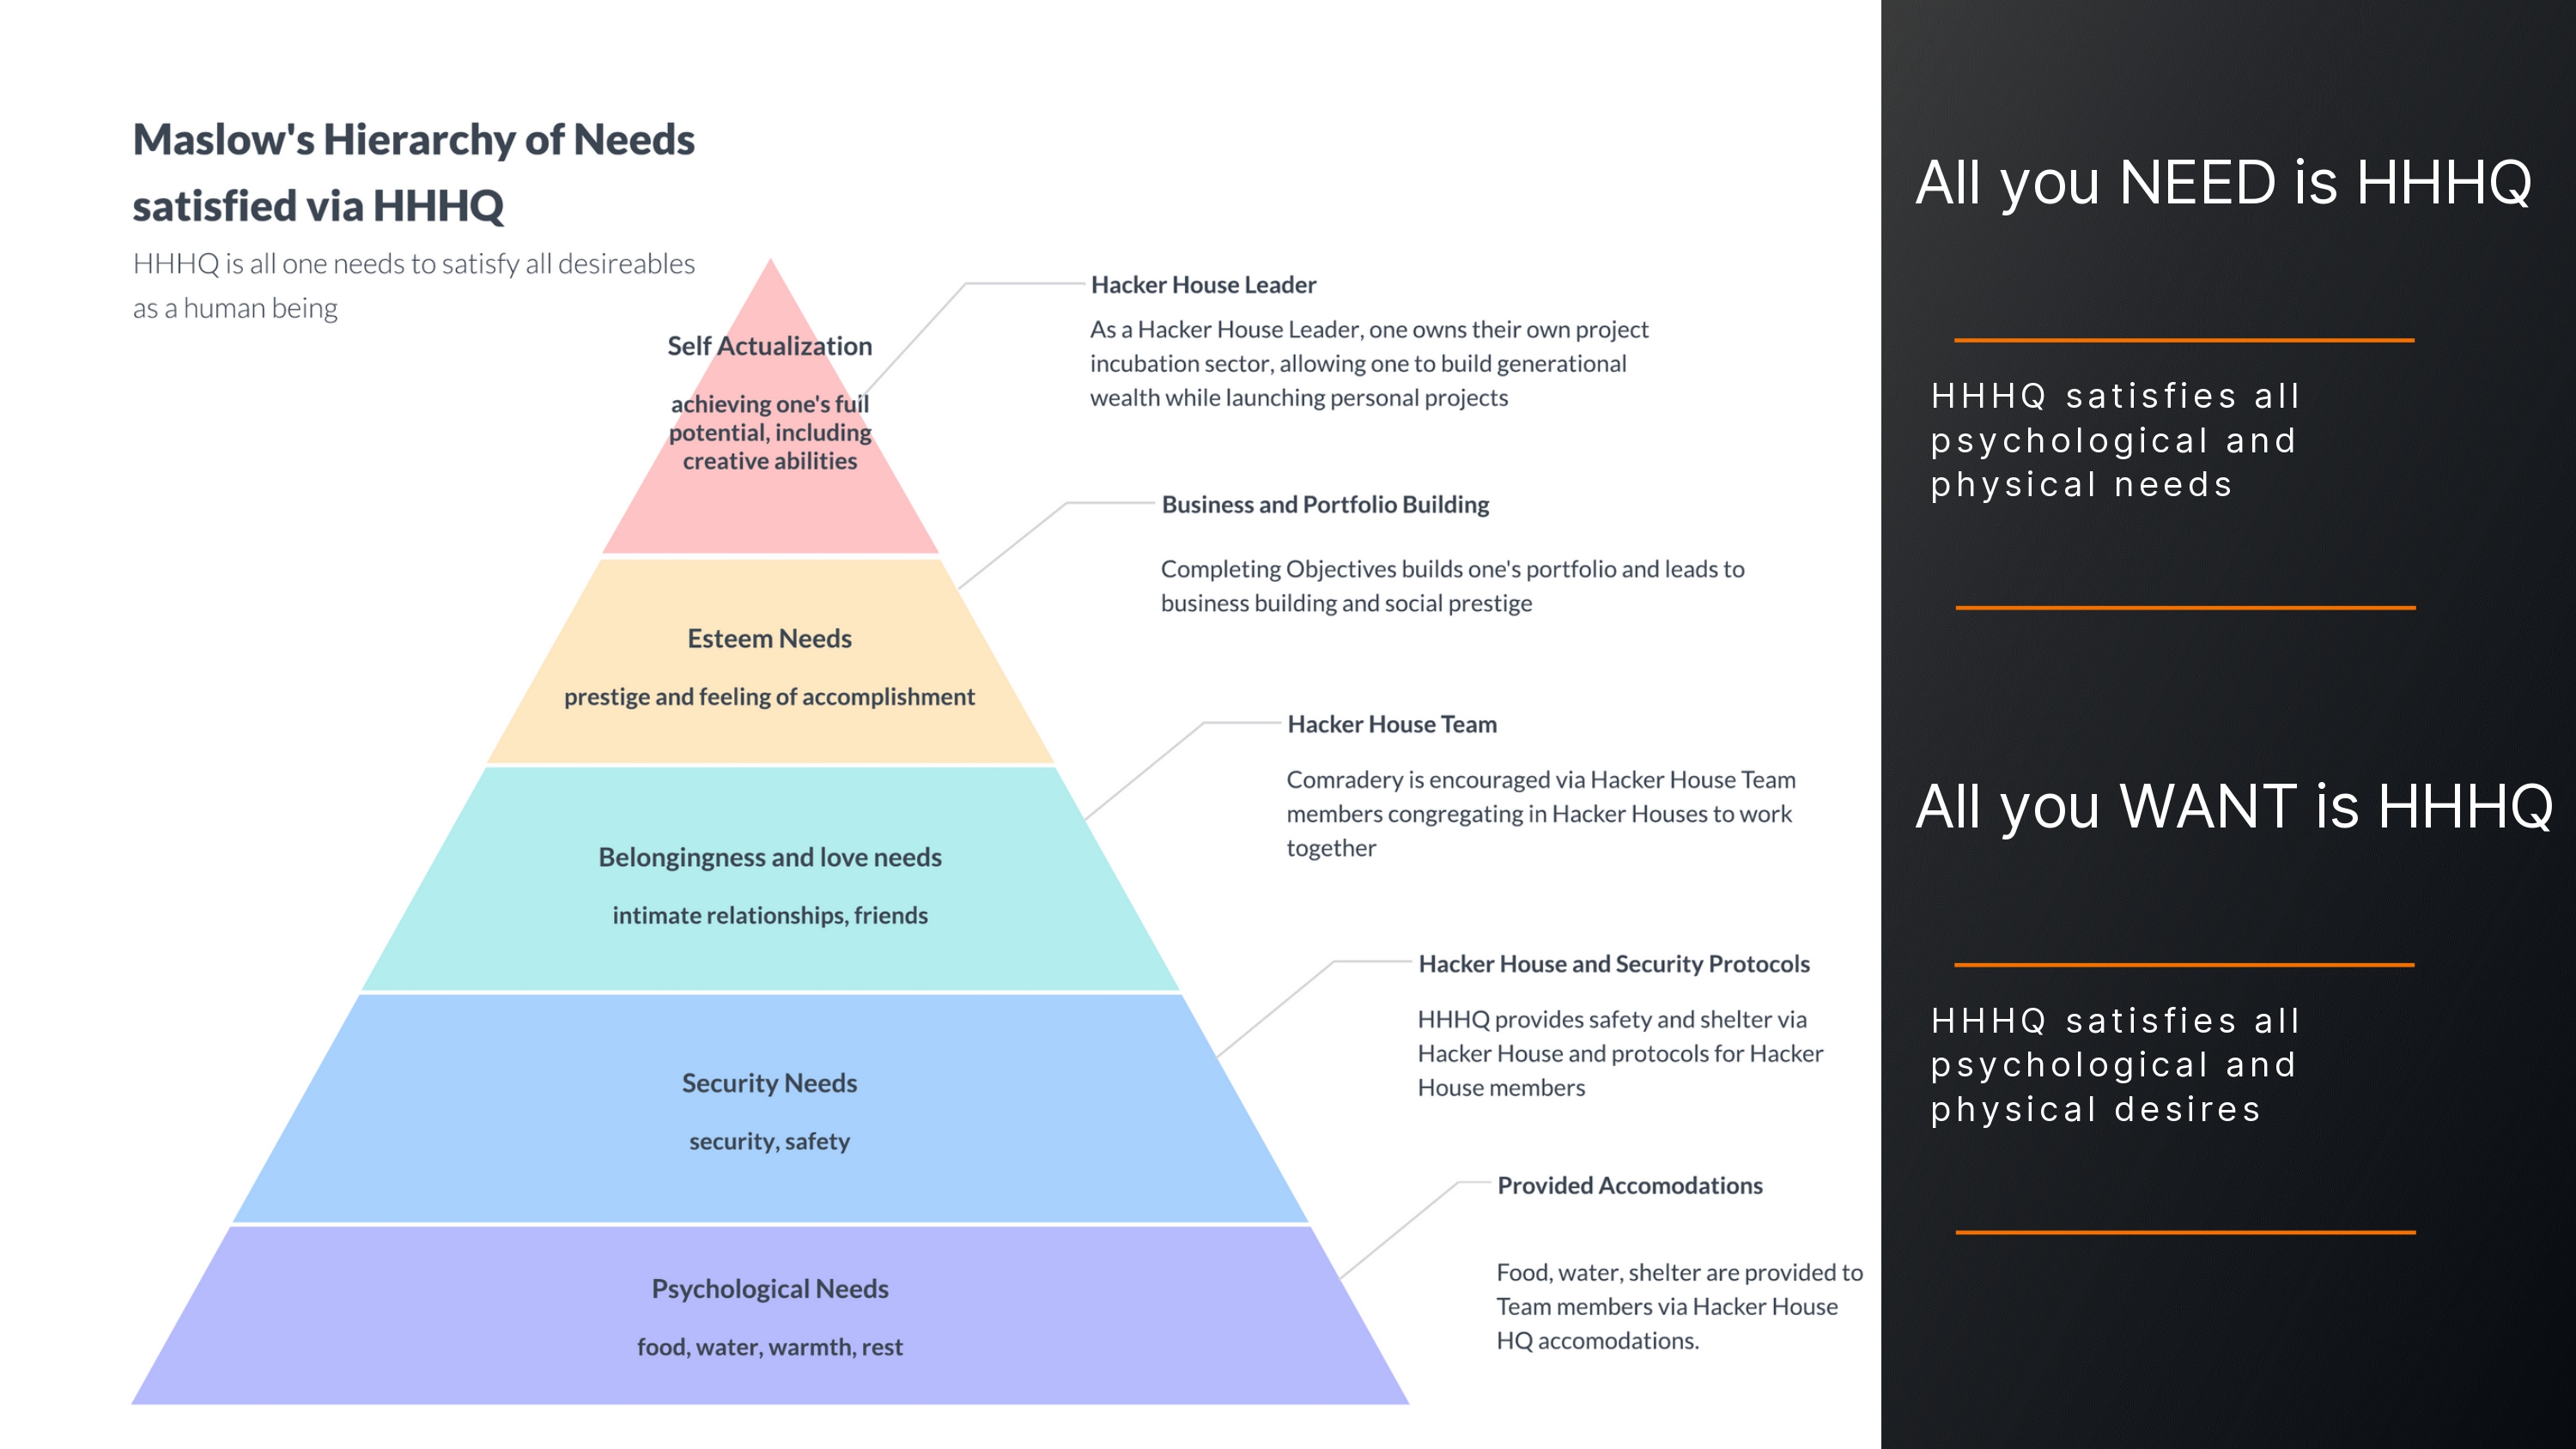 Maslow's Hierarchy of Needs
satisfied via HHHQ
HHHQ is all one needs to satisfy all desireables
as a human being
Self Actualization
achieving one's full
potential, including
creative abilities
Hacker House Leader
As a Hacker House Leader, one owns their own project
incubation sector, allowing one to build generational
wealth while launching personal projects
Esteem Needs
prestige and feeling of accomplishment
Business and Portfolio Building
Completing Objectives builds one's portfolio and leads to
business building and social prestige
Belongingness and love needs
intimate relationships, friends
Hacker House Team
Comradery is encouraged via Hacker House Team
members congregating in Hacker Houses to work
together
Security Needs
security, safety
Hacker House and Security Protocols
HHHQ provides safety and shelter via
Hacker House and protocols for Hacker
House members
Psychological Needs
food, water, warmth, rest
Provided Accomodations
Food, water, shelter are provided to
Team members via Hacker House
HQ accomodations.
All you NEED is HHHQ
HHHQ satisfies all
psychological and
physical needs
All you WANT is HHHQ
HHHQ satisfies all
psychological and
physical desires